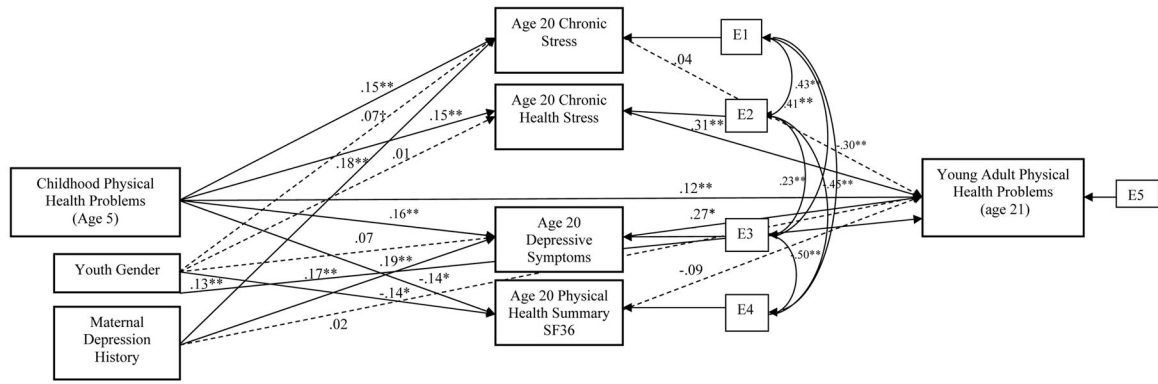 Age 20 Chronic
Stress
E1
.04
.43**
.15**
.07†
Age 20 Chronic
Health Stress
.15**
.41**
E2
.31**
.18**
.01
-.30**
Childhood Physical
Health Problems
(Age 5)
Young Adult Physical
Health Problems
(age 21)
E5
.12**
.23**
-.45**
.16**
Age 20
Depressive
Symptoms
.27*
E3
.07
-.50**
Youth Gender
.13**
.17**
.19**
-.14*
-.14*
-.09
.02
Age 20 Physical
Health Summary
SF36
E4
Maternal
Depression
History